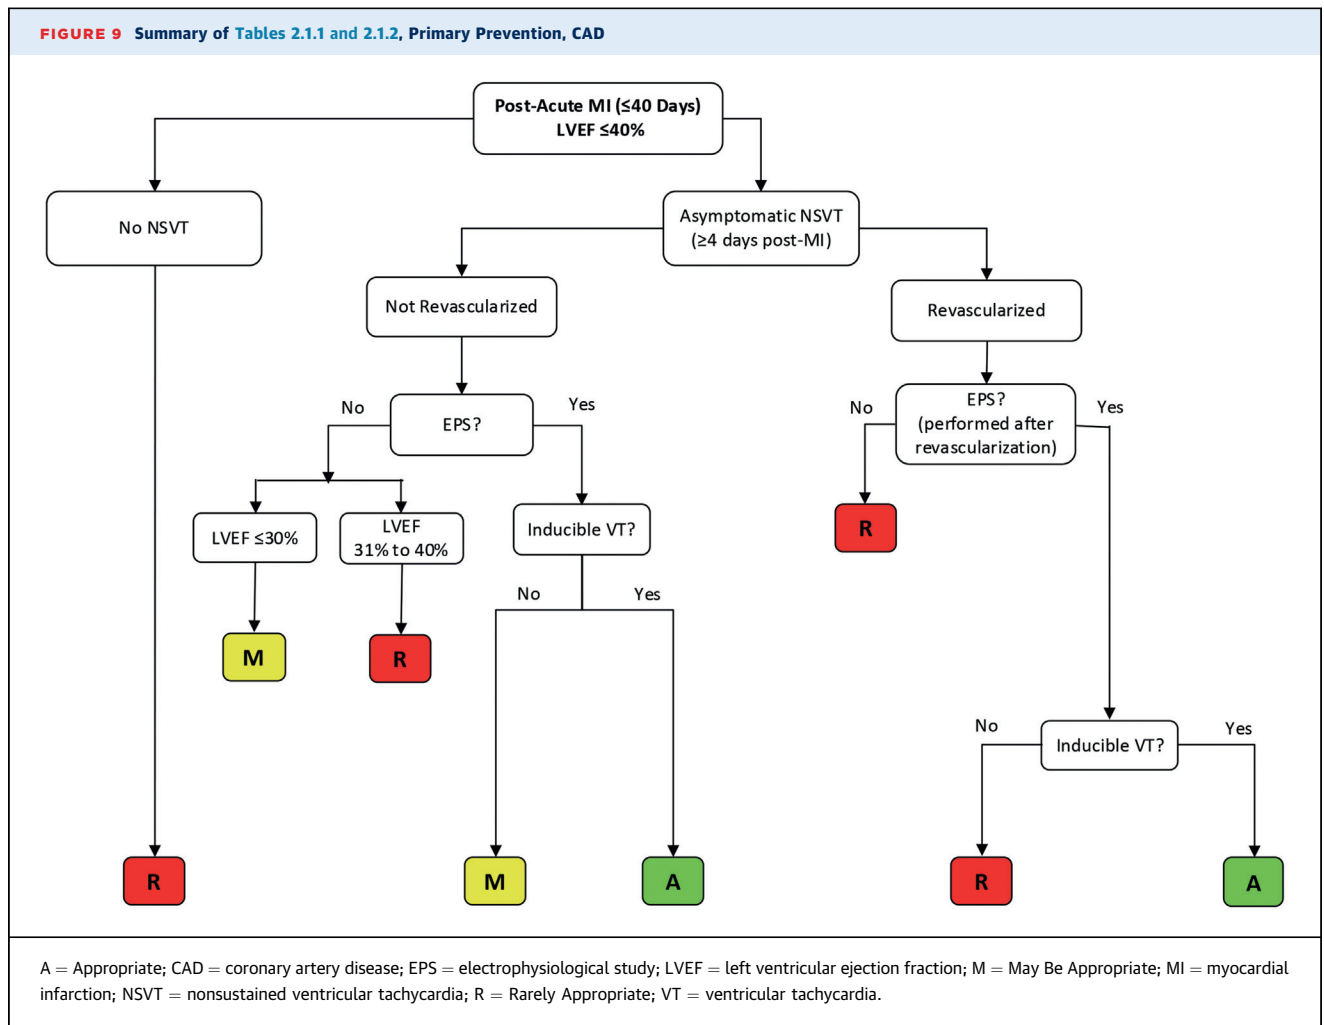 FIGURE 9 Summary of Tables 2.1.1 and 2.1.2, Primary Prevention, CAD
Post-Acute MI (≤40 Days)
LVEF ≤40%
No NSVT
Asymptomatic NSVT
(≥4 days post-MI)
Not Revascularized
Revascularized
No
EPS?
Yes
No
EPS?
(performed after
revascularization)
Yes
LVEF ≤30%
LVEF
31% to 40%
Inducible VT?
R
No
Yes
M
R
No
Inducible VT?
Yes
R
M
A
R
A
A = Appropriate; CAD = coronary artery disease; EPS = electrophysiological study; LVEF = left ventricular ejection fraction; M = May Be Appropriate; MI = myocardial
infarction; NSVT = nonsustained ventricular tachycardia; R = Rarely Appropriate; VT = ventricular tachycardia.